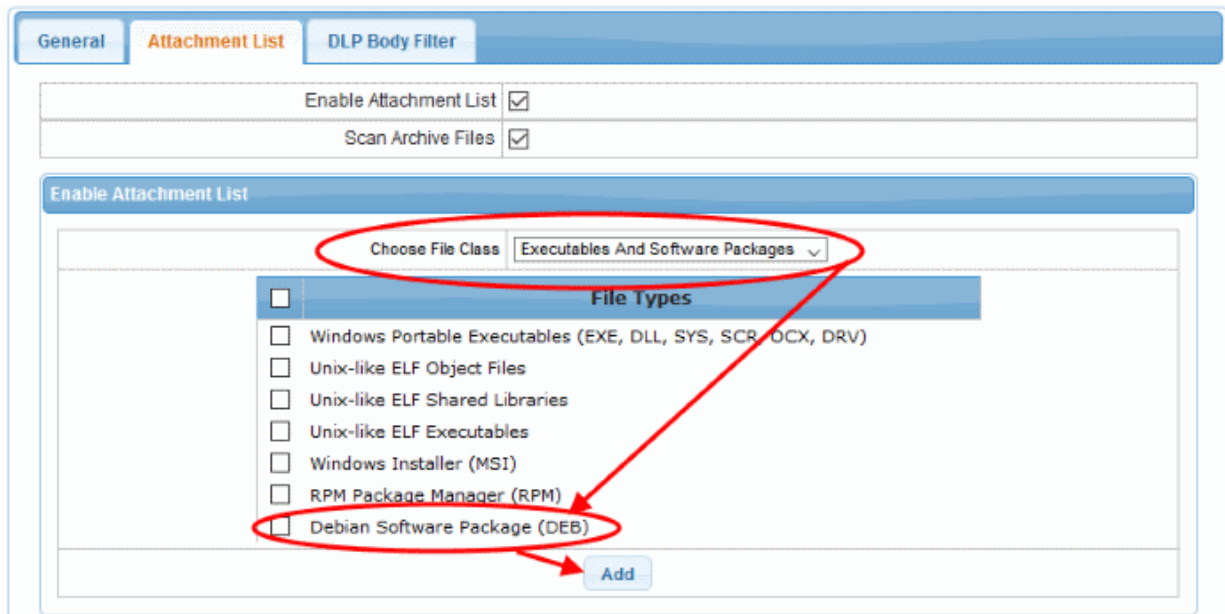 General Attachment List DLP Body Filter
Enable Attachment List
Scan Archive Files
Enable Attachment List
Choose File Class Executables And Software Packages
File Types
Windows Portable Executables (EXE, DLL, SYS, SCR, OCX, DRV)
Unix-like ELF Object Files
Unix-like ELF Shared Libraries
Unix-like ELF Executables
Windows Installer (MSI)
RPM Package Manager (RPM)
Debian Software Package (DEB)
Add